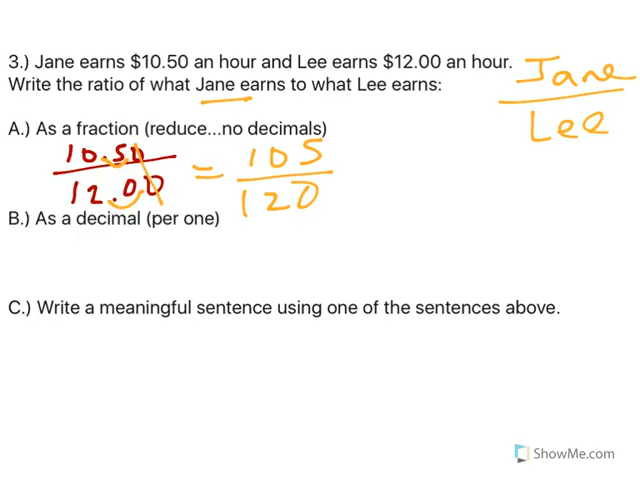 3.) Jane earns $10.50 an hour and Lee earns $12.00 an hour.
Write the ratio of what Jane earns to what Lee earns:
Jane
Lee
A.) As a fraction (reduce...no decimals)
10.50
12.00
=
105
120
B.) As a decimal (per one)
C.) Write a meaningful sentence using one of the sentences above.
ShowMe.com